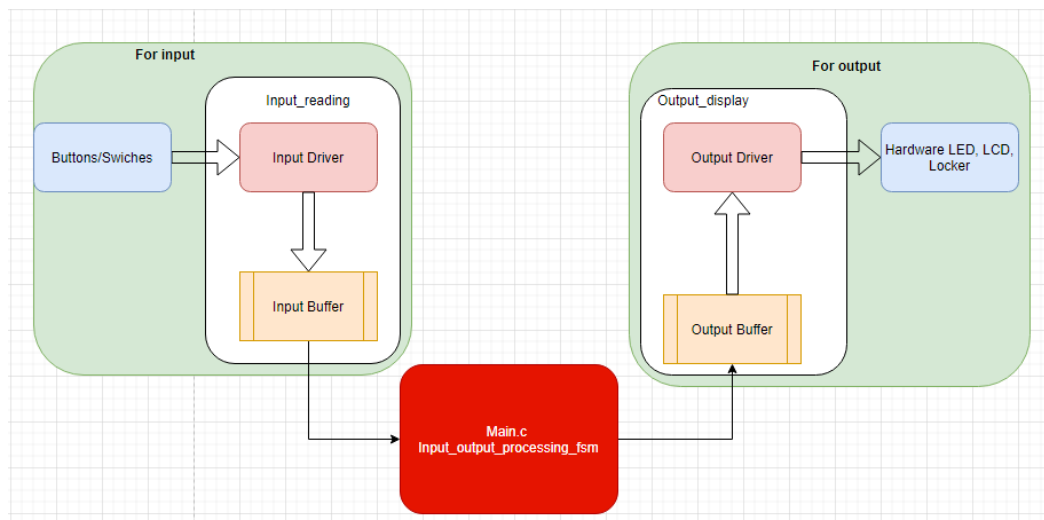 For input
Input_reading
Buttons/Swiches
Input Driver
Input Buffer
Main.c
Input_output_processing_fsm
For output
Output_display
Output Driver
Hardware LED, LCD,
Locker
Output Buffer